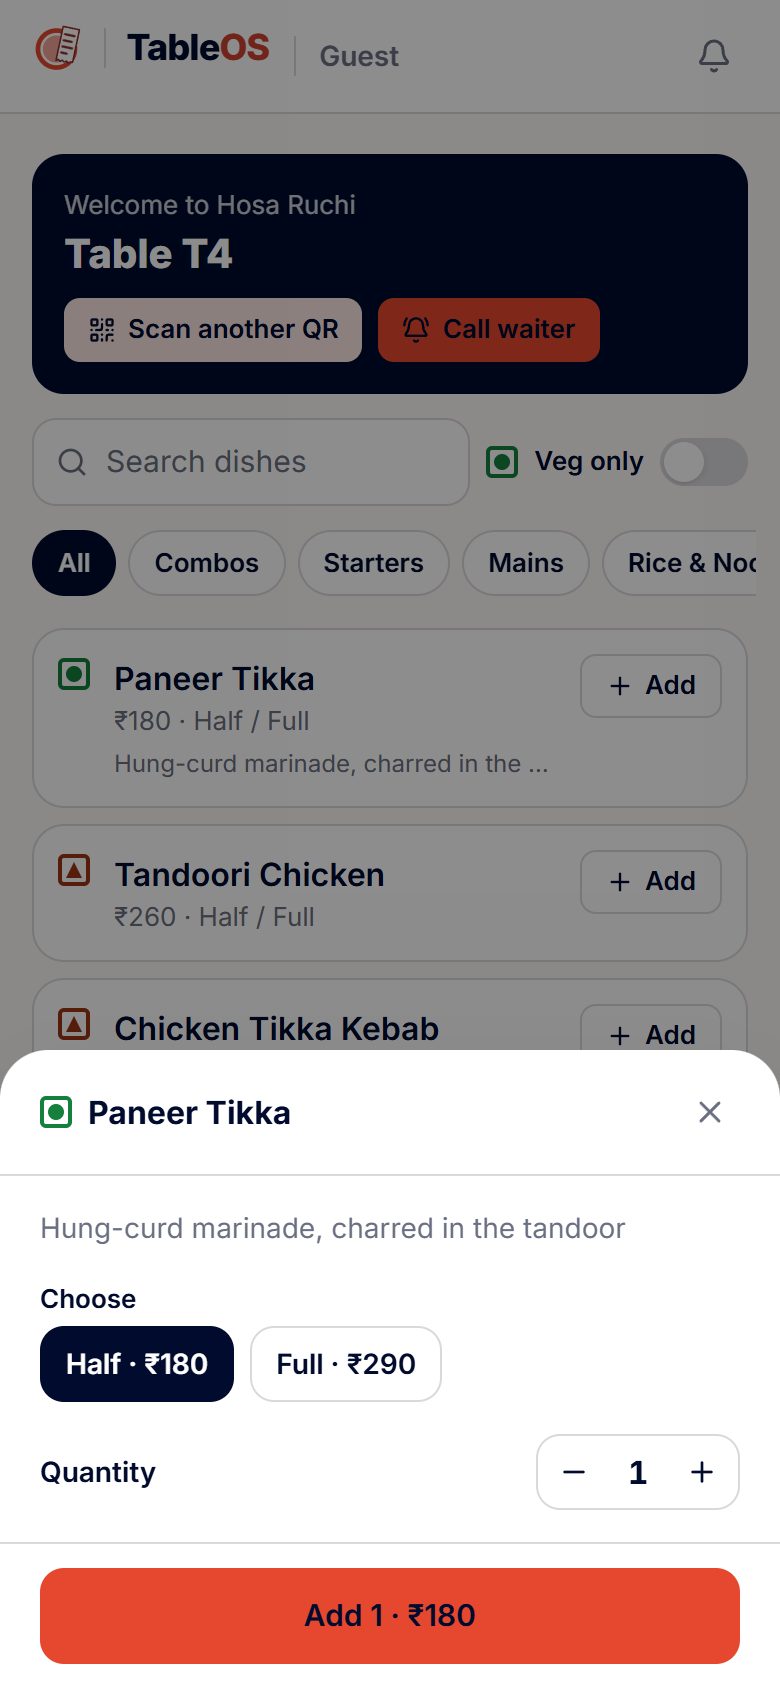 TableOS
Guest
Welcome to Hosa Ruchi
Table T4
Scan another QR
Call waiter
Search dishes
Veg only
All
Combos
Starters
Mains
Rice & Noo
Paneer Tikka
₹180 · Half / Full
Hung-curd marinade, charred in the ...
+ Add
Tandoori Chicken
₹260 · Half / Full
+ Add
Chicken Tikka Kebab
+ Add
Paneer Tikka
Hung-curd marinade, charred in the tandoor
Choose
Half · ₹180
Full · ₹290
Quantity
1
Add 1 · ₹180